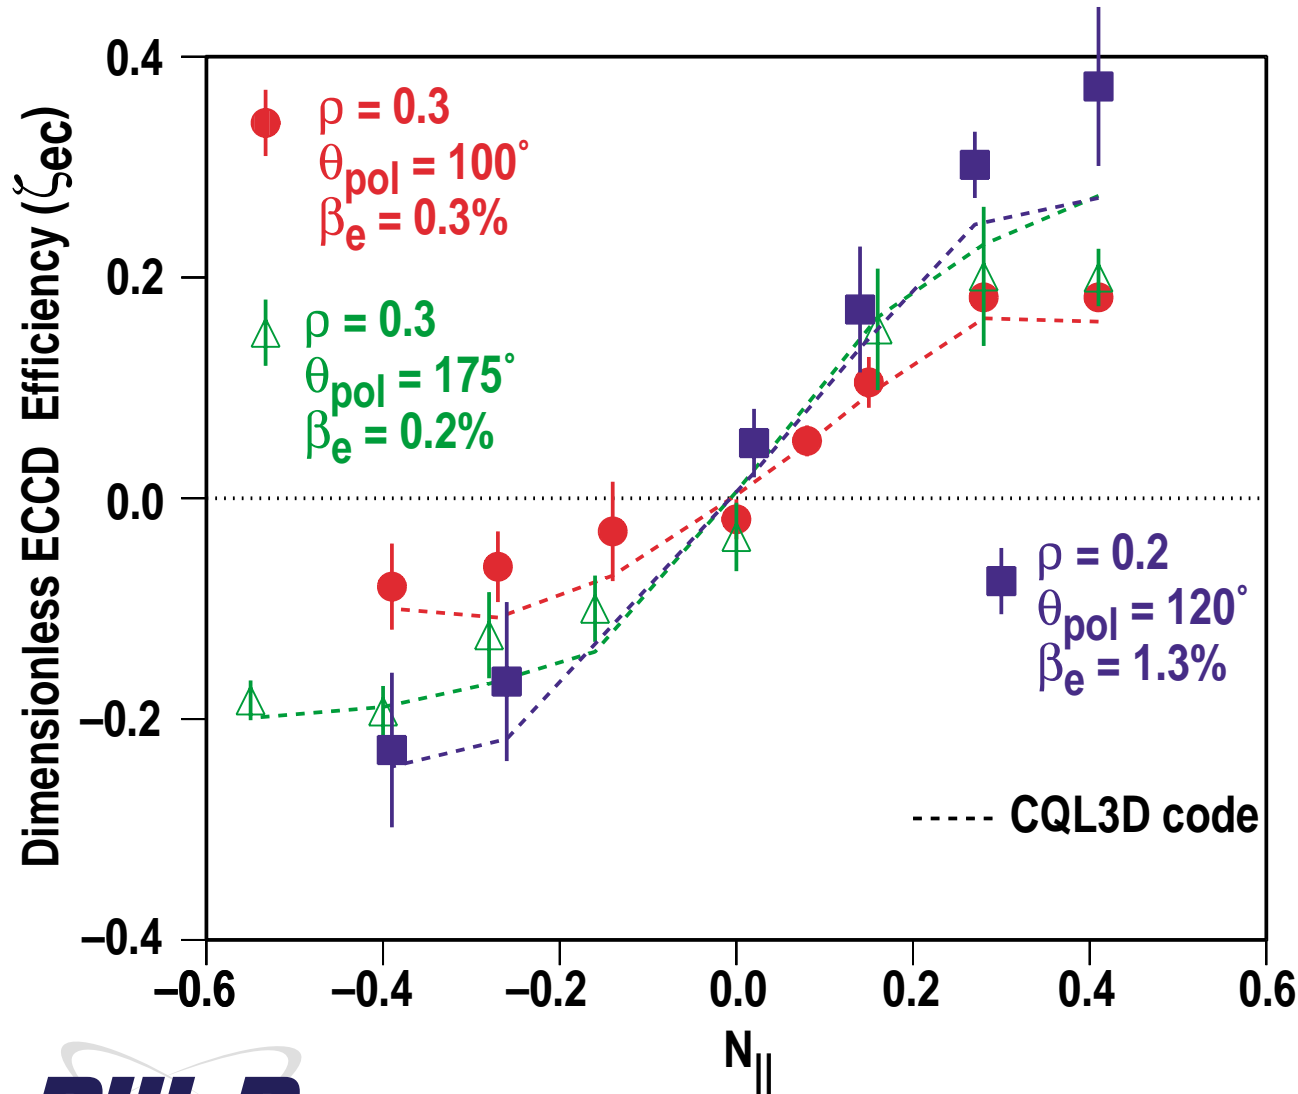 Dimensionless ECCD Efficiency (ζec)
0.4
0.2
0.0
−0.2
−0.4
ρ = 0.3
θpol = 100°
βe = 0.3%
ρ = 0.3
θpol = 175°
βe = 0.2%
ρ = 0.2
θpol = 120°
βe = 1.3%
CQL3D code
−0.6 −0.4 −0.2 0.0 0.2 0.4 0.6
N||